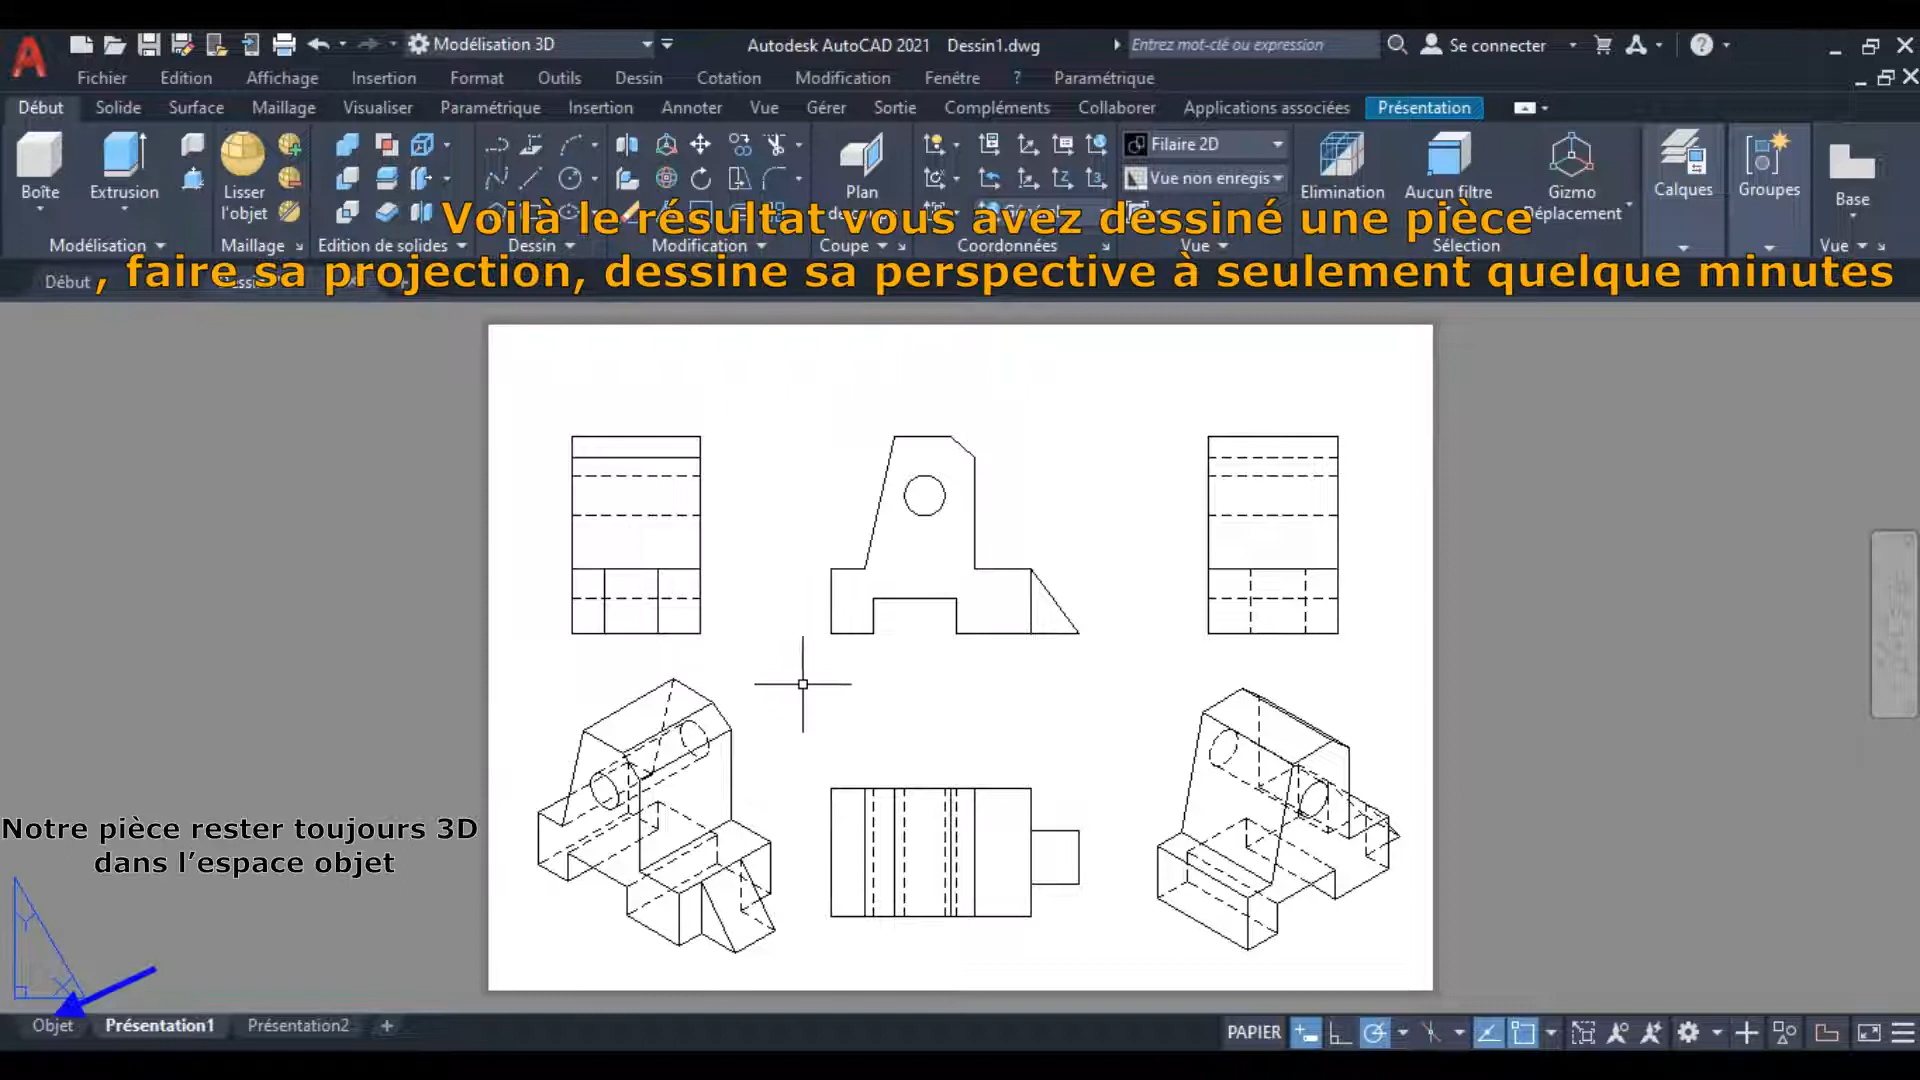 Modélisation 3D
Autodesk AutoCAD 2021 Dessin1.dwg
Entrez mot-clé ou expression
Se connecter
Fichier Edition Affichage Insertion Format Outils Dessin Cotation Modification Fenêtre ? Paramétrique
Début Solide Surface Maillage Visualiser Paramétrique Insertion Annoter Vue Gérer Sortie Compléments Collaborer Applications associées Présentation
Filaire 2D
Vue non enregis
Boîte Extrusion Lisser l'objet Plan Elimination Aucun filtre Gizmo Déplacement Calques Groupes Base
Voilà le résultat vous avez dessiné une pièce
Modélisation Maillage Edition de solides Dessin Modification Coupe Coordonnées Vue Sélection Vue
, faire sa projection, dessine sa perspective à seulement quelque minutes
Début
Notre pièce rester toujours 3D
dans l'espace objet
Y
X
Objet Présentation1 Présentation2 +
PAPIER